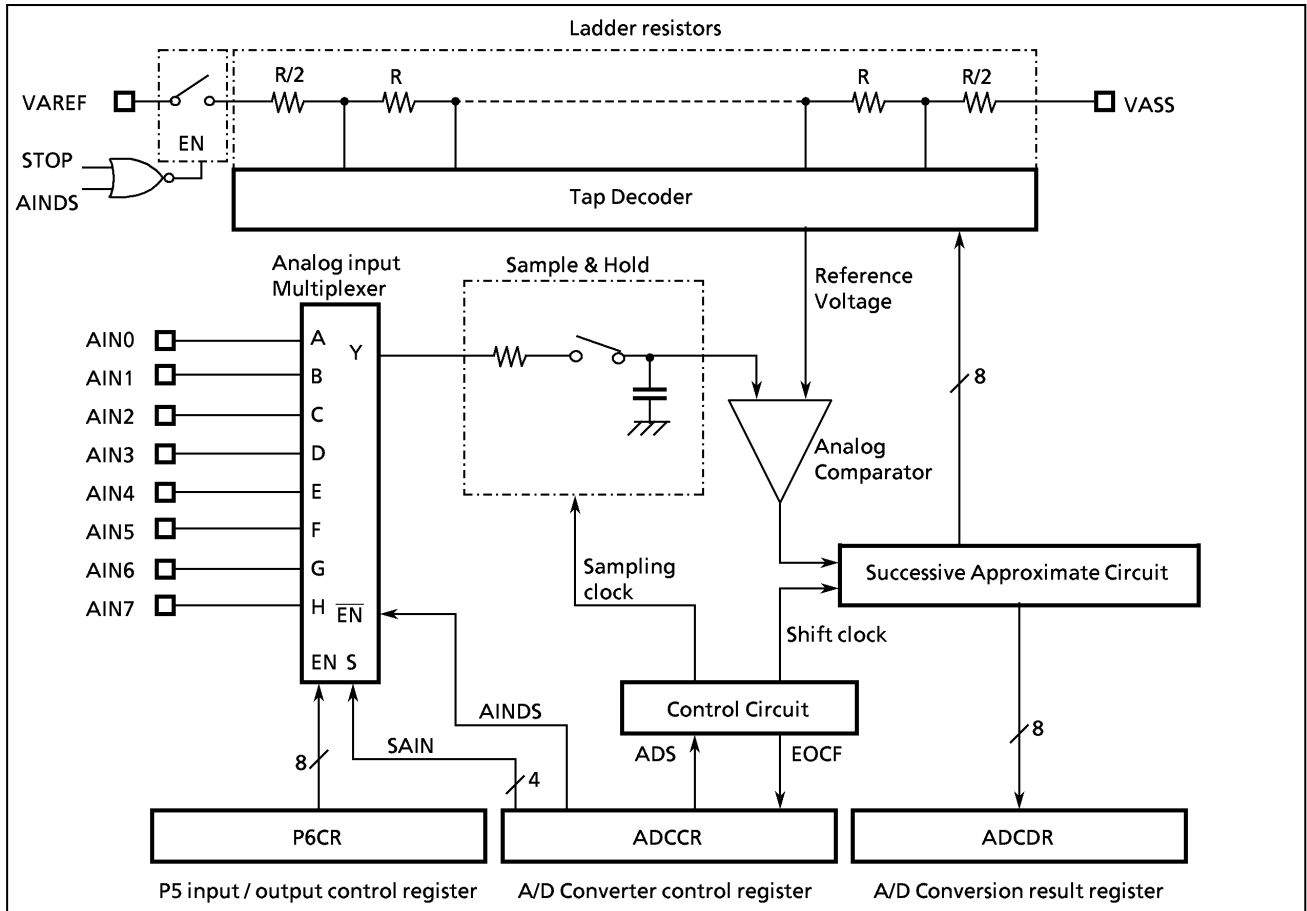 Ladder resistors
R/2
R
R
R/2
VAREF
VASS
EN
STOP
AINDS
Tap Decoder
Analog input
Multiplexer
Sample & Hold
Reference
Voltage
AIN0
A
Y
AIN1
B
8
AIN2
C
AIN3
D
Analog
Comparator
AIN4
E
AIN5
F
AIN6
G
Sampling
clock
Successive Approximate Circuit
AIN7
H
EN
Shift clock
EN S
AINDS
Control Circuit
SAIN
ADS
EOCF
8
8
4
P6CR
ADCCR
ADCDR
P5 input / output control register
A/D Converter control register
A/D Conversion result register